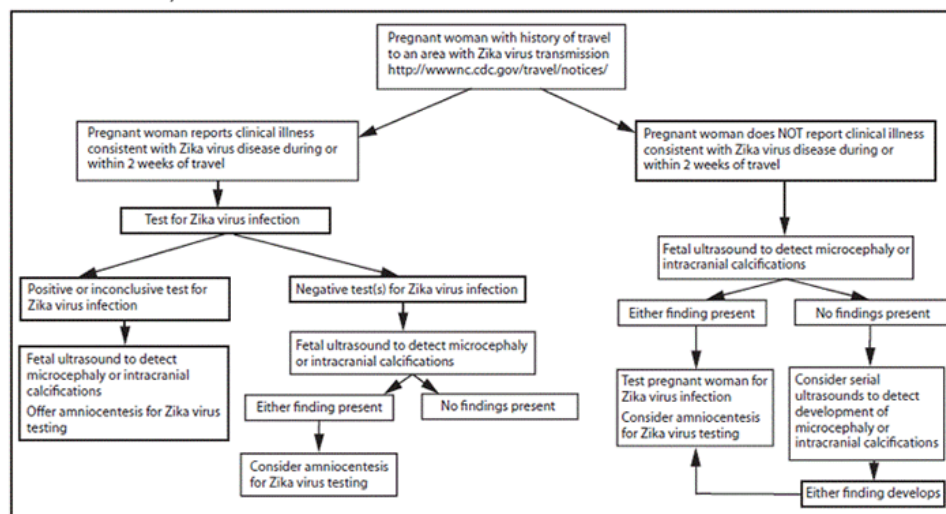 Pregnant woman with history of travel
to an area with Zika virus transmission
http://wwwnc.cdc.gov/travel/notices/
Pregnant woman reports clinical illness
consistent with Zika virus disease during or
within 2 weeks of travel
Pregnant woman does NOT report clinical illness
consistent with Zika virus disease during or
within 2 weeks of travel
Test for Zika virus infection
Fetal ultrasound to detect microcephaly or
intracranial calcifications
Positive or inconclusive test for
Zika virus infection
Negative test(s) for Zika virus infection
Either finding present
No findings present
Fetal ultrasound to detect
microcephaly or intracranial
calcifications
Offer amniocentesis for Zika virus
testing
Fetal ultrasound to detect microcephaly
or intracranial calcifications
Either finding present
No findings present
Consider amniocentesis
for Zika virus testing
Test pregnant woman for
Zika virus infection
Consider amniocentesis
for Zika virus testing
Consider serial
ultrasounds to detect
development of
microcephaly or
intracranial calcifications
Either finding develops